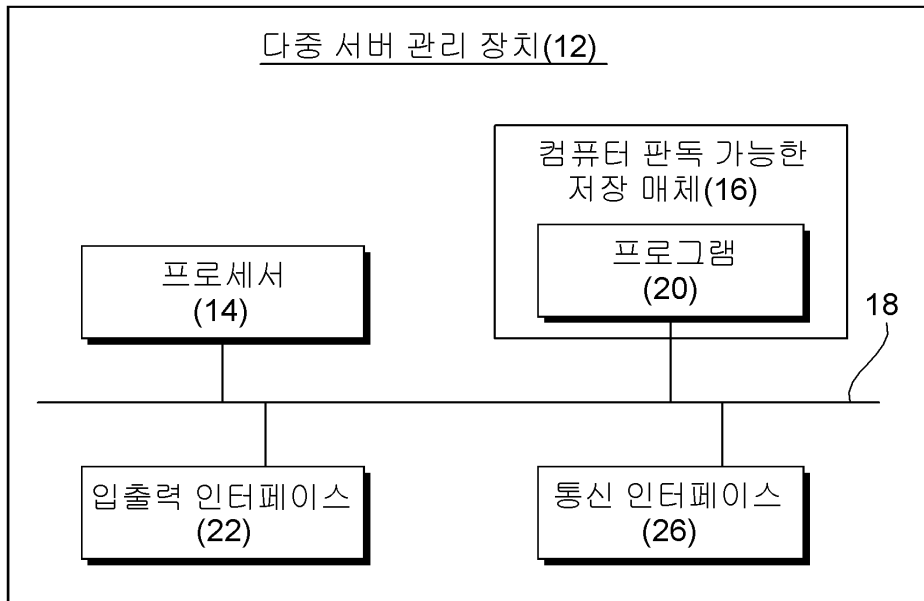 다중 서버 관리 장치(12)
컴퓨터 판독 가능한
저장 매체(16)
프로세서
(14)
프로그램
(20)
18
입출력 인터페이스
(22)
통신 인터페이스
(26)